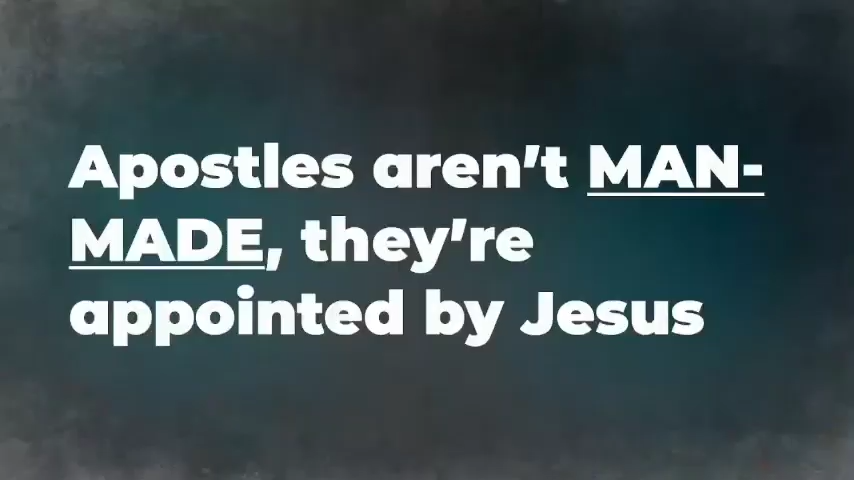 Apostles aren’t MAN-
MADE, they’re
appointed by Jesus